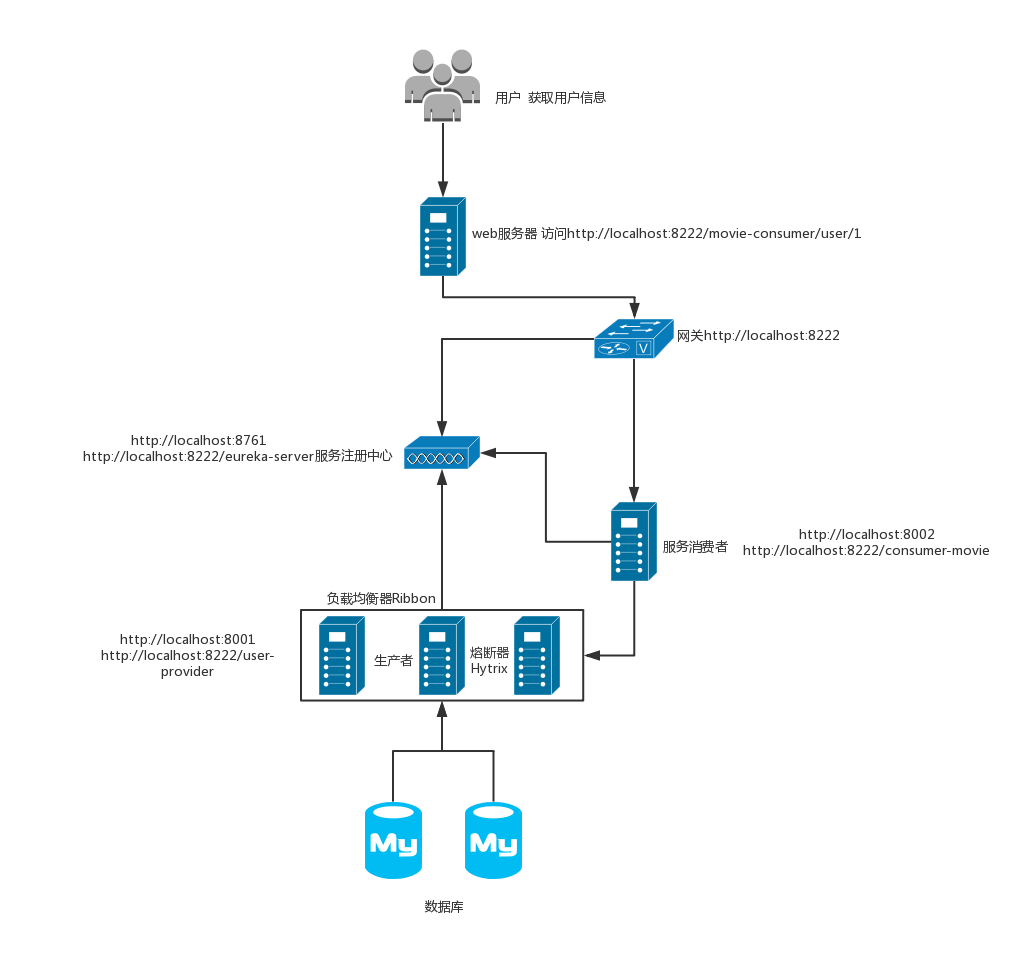 用户 获取用户信息
web服务器 访问http://localhost:8222/movie-consumer/user/1
网关http://localhost:8222
V
http://localhost:8761
http://localhost:8222/eureka-server服务注册中心
服务消费者
http://localhost:8002
http://localhost:8222/consumer-movie
负载均衡器Ribbon
http://localhost:8001
http://localhost:8222/user-
provider
生产者
熔断器
Hytrix
My
My
数据库